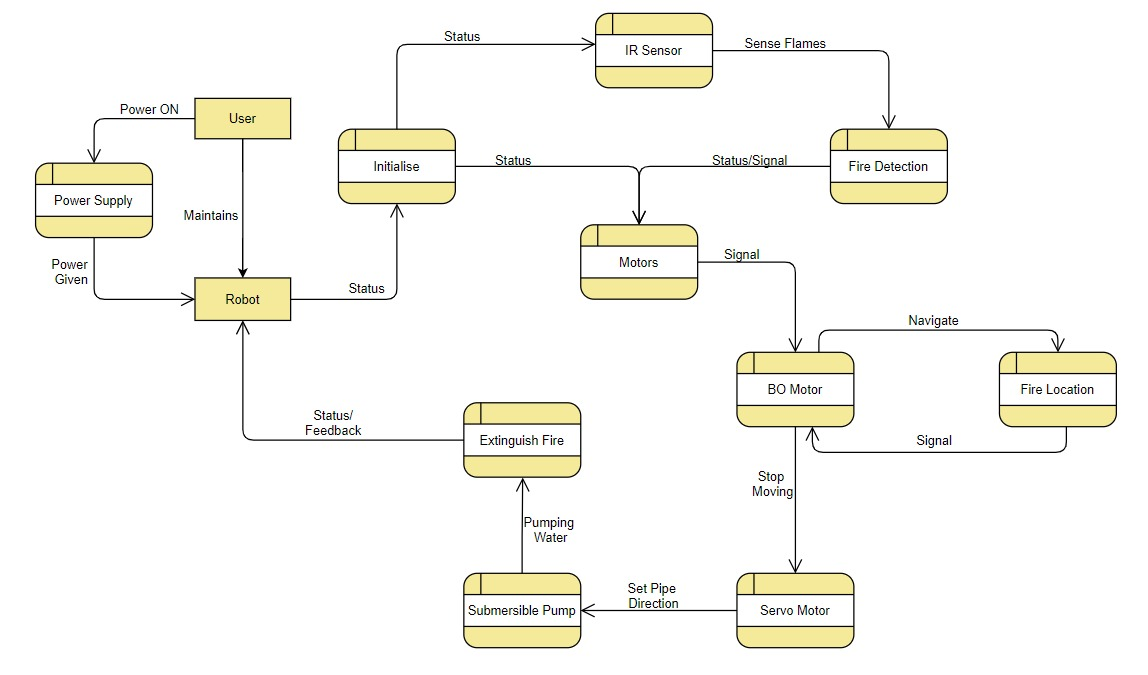 Status
IR Sensor
Sense Flames
Power ON
User
Initialise
Status
Status/Signal
Fire Detection
Power Supply
Maintains
Motors
Signal
Power
Given
Robot
Status
Navigate
BO Motor
Fire Location
Status/
Feedback
Extinguish Fire
Signal
Stop
Moving
Pumping
Water
Set Pipe
Direction
Submersible Pump
Servo Motor